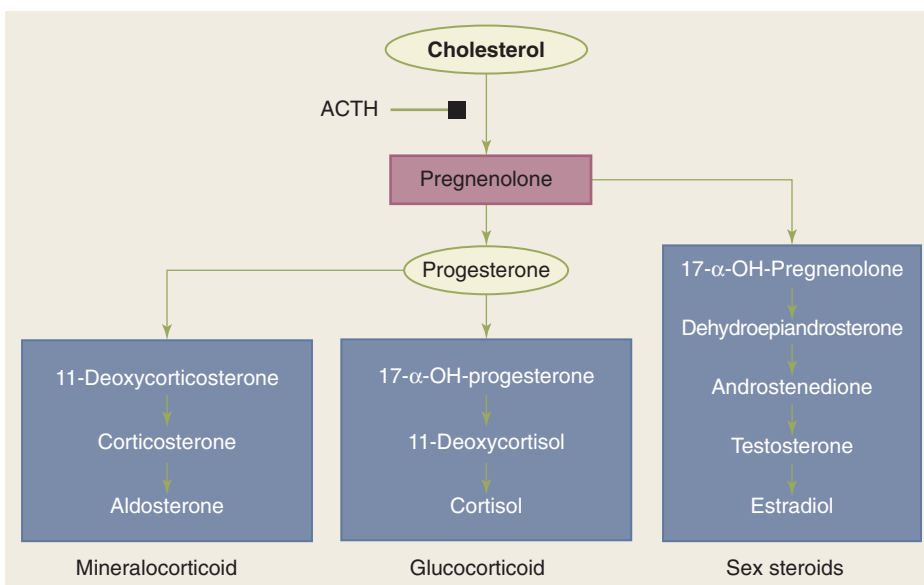 Cholesterol
ACTH
Pregnenolone
Progesterone
11-Deoxycorticosterone
Corticosterone
Aldosterone
Mineralocorticoid
17-α-OH-progesterone
11-Deoxycortisol
Cortisol
Glucocorticoid
17-α-OH-Pregnenolone
Dehydroepiandrosterone
Androstenedione
Testosterone
Estradiol
Sex steroids